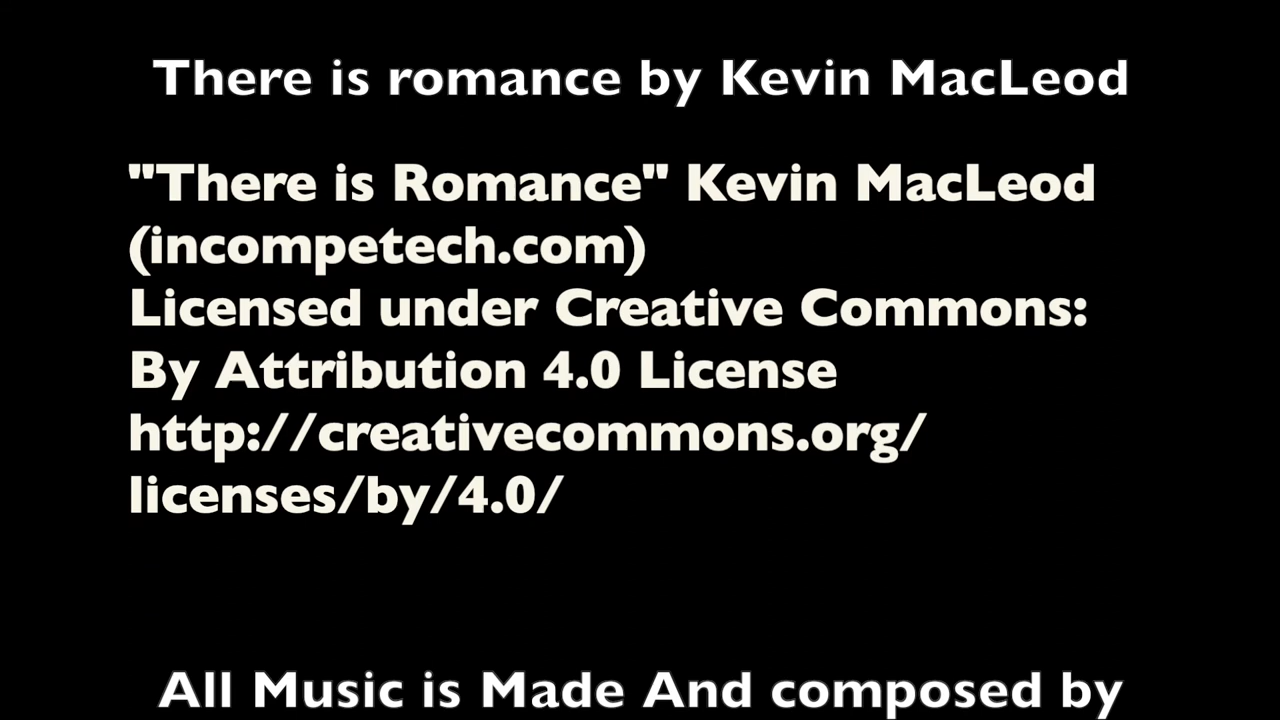 There is romance by Kevin MacLeod
"There is Romance" Kevin MacLeod
(incompetech.com)
Licensed under Creative Commons:
By Attribution 4.0 License
http://creativecommons.org/
licenses/by/4.0/
All Music is Made And composed by